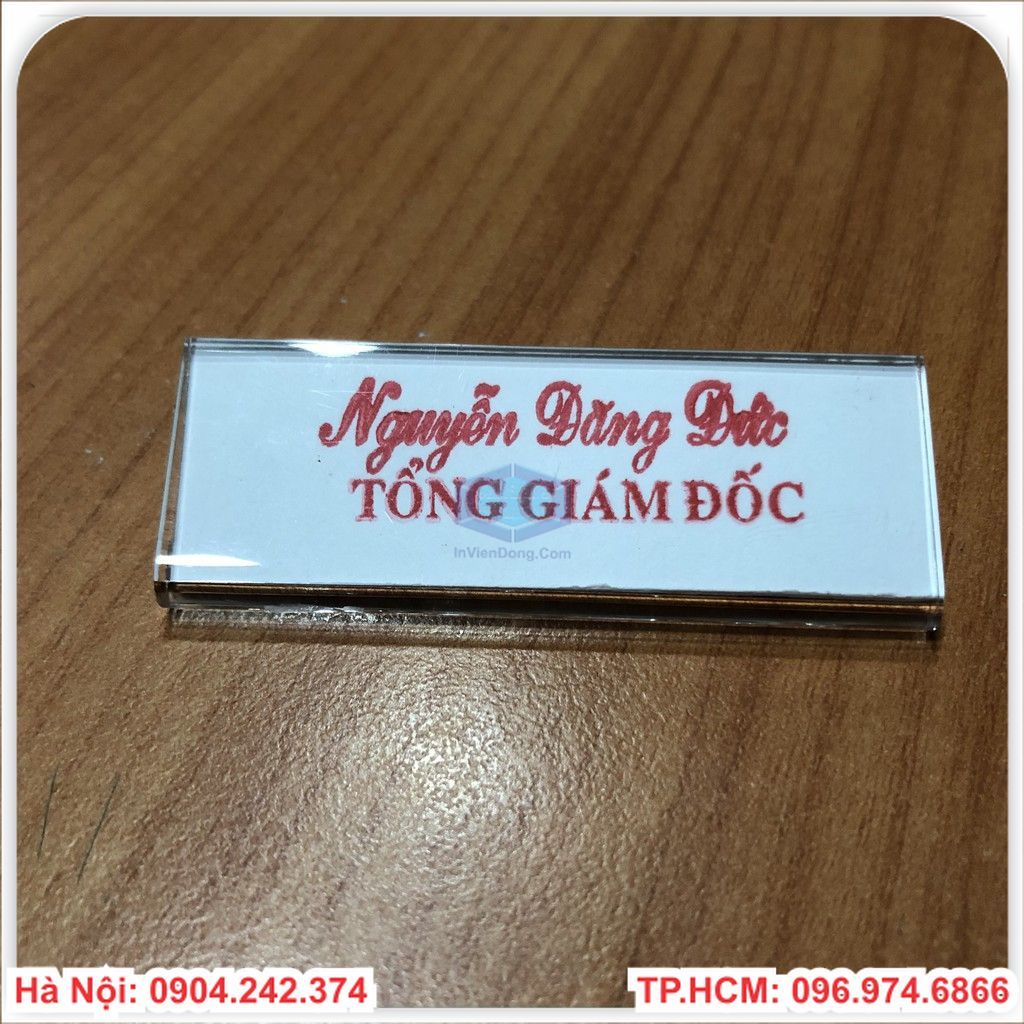 Nguyễn Đăng Đức
TỔNG GIÁM ĐỐC
InVienDong.Com
Hà Nội: 0904.242.374
TP.HCM: 096.974.6866